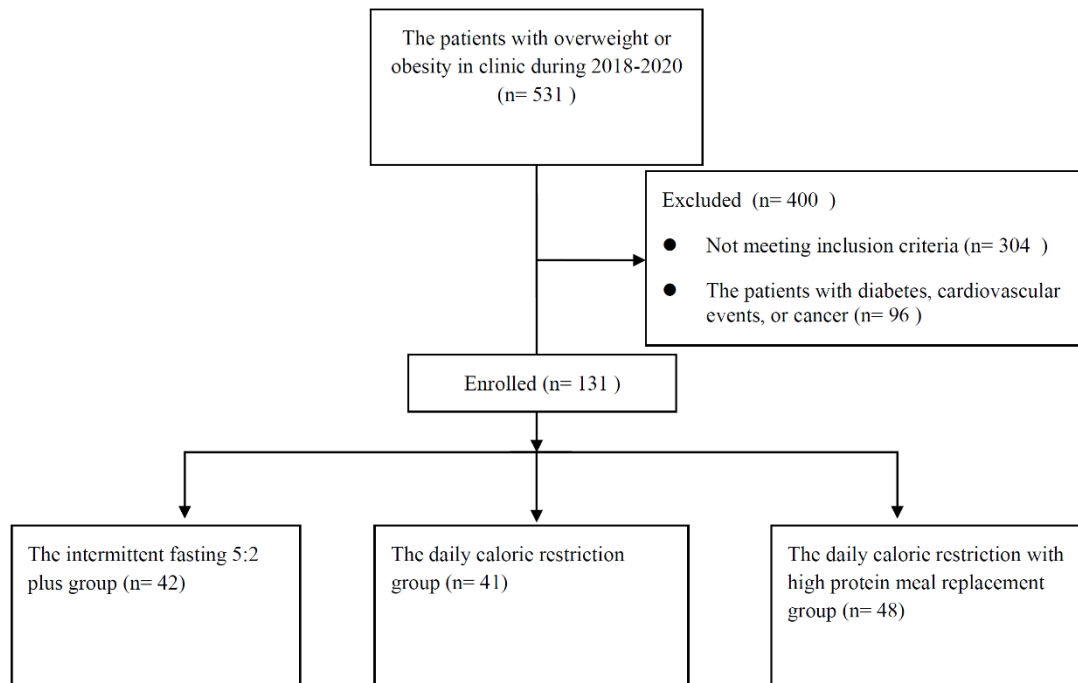 The patients with overweight or
obesity in clinic during 2018-2020
(n= 531 )
Excluded  (n= 400  )
● Not meeting inclusion criteria (n= 304  )
● The patients with diabetes, cardiovascular
events, or cancer (n= 96 )
Enrolled (n= 131 )
The intermittent fasting 5:2
plus group (n= 42)
The daily caloric restriction
group (n= 41)
The daily caloric restriction with
high protein meal replacement
group (n= 48)